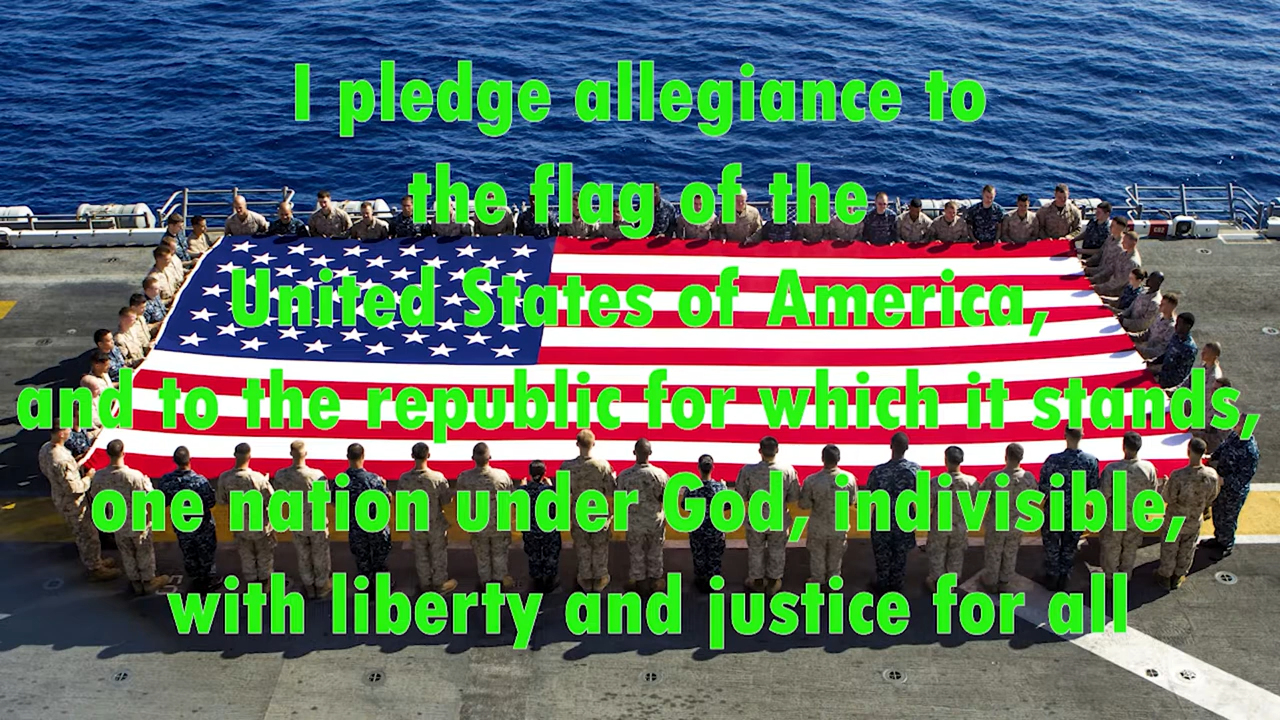 I pledge allegiance to
the flag of the
United States of America,
and to the republic for which it stands,
one nation under God, indivisible,
with liberty and justice for all